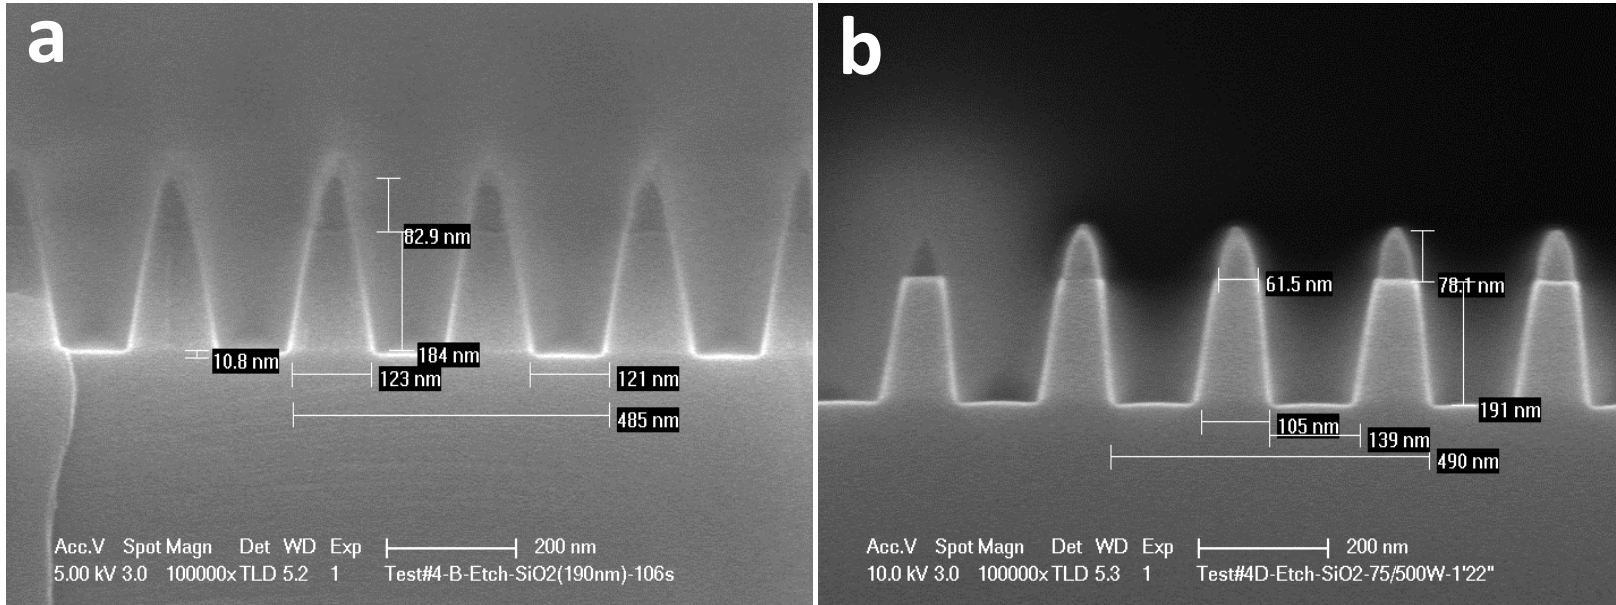 a
82.9 nm
184 nm
10.8 nm
123 nm
121 nm
485 nm
Acc.V Spot Magn Det WD Exp 200 nm
5.00 kV 3.0 100000x TLD 5.2 1 Test#4-B-Etch-SiO2(190nm)-106s
b
61.5 nm
78.1 nm
191 nm
105 nm
139 nm
490 nm
Acc.V Spot Magn Det WD Exp 200 nm
10.0 kV 3.0 100000x TLD 5.3 1 Test#4D-Etch-SiO2-75/500W-1'22"